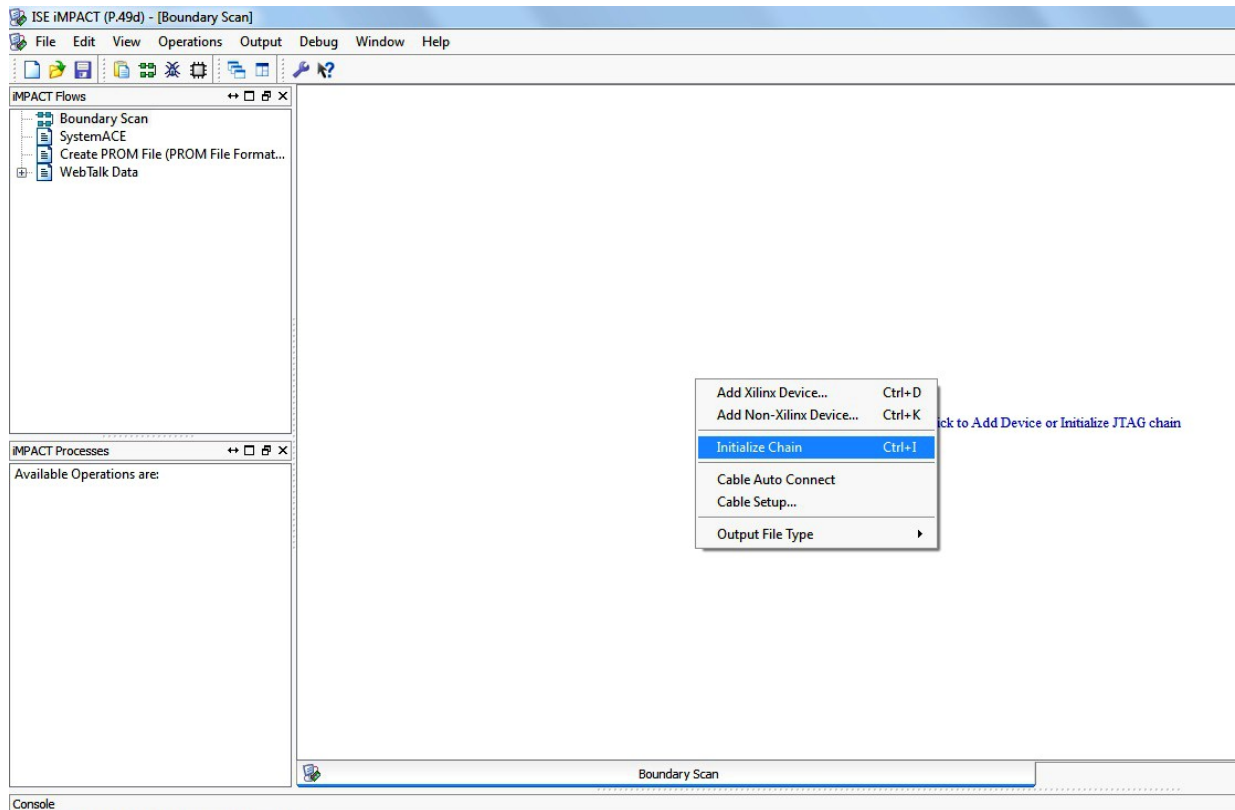 ISE iMPACT (P.49d) - [Boundary Scan]
File Edit View Operations Output Debug Window Help
iMPACT Flows
Boundary Scan
SystemACE
Create PROM File (PROM File Format...
WebTalk Data
Add Xilinx Device... Ctrl+D
Add Non-Xilinx Device... Ctrl+K
ick to Add Device or Initialize JTAG chain
Initialize Chain Ctrl+I
Cable Auto Connect
Cable Setup...
Output File Type
iMPACT Processes
Available Operations are:
Boundary Scan
Console